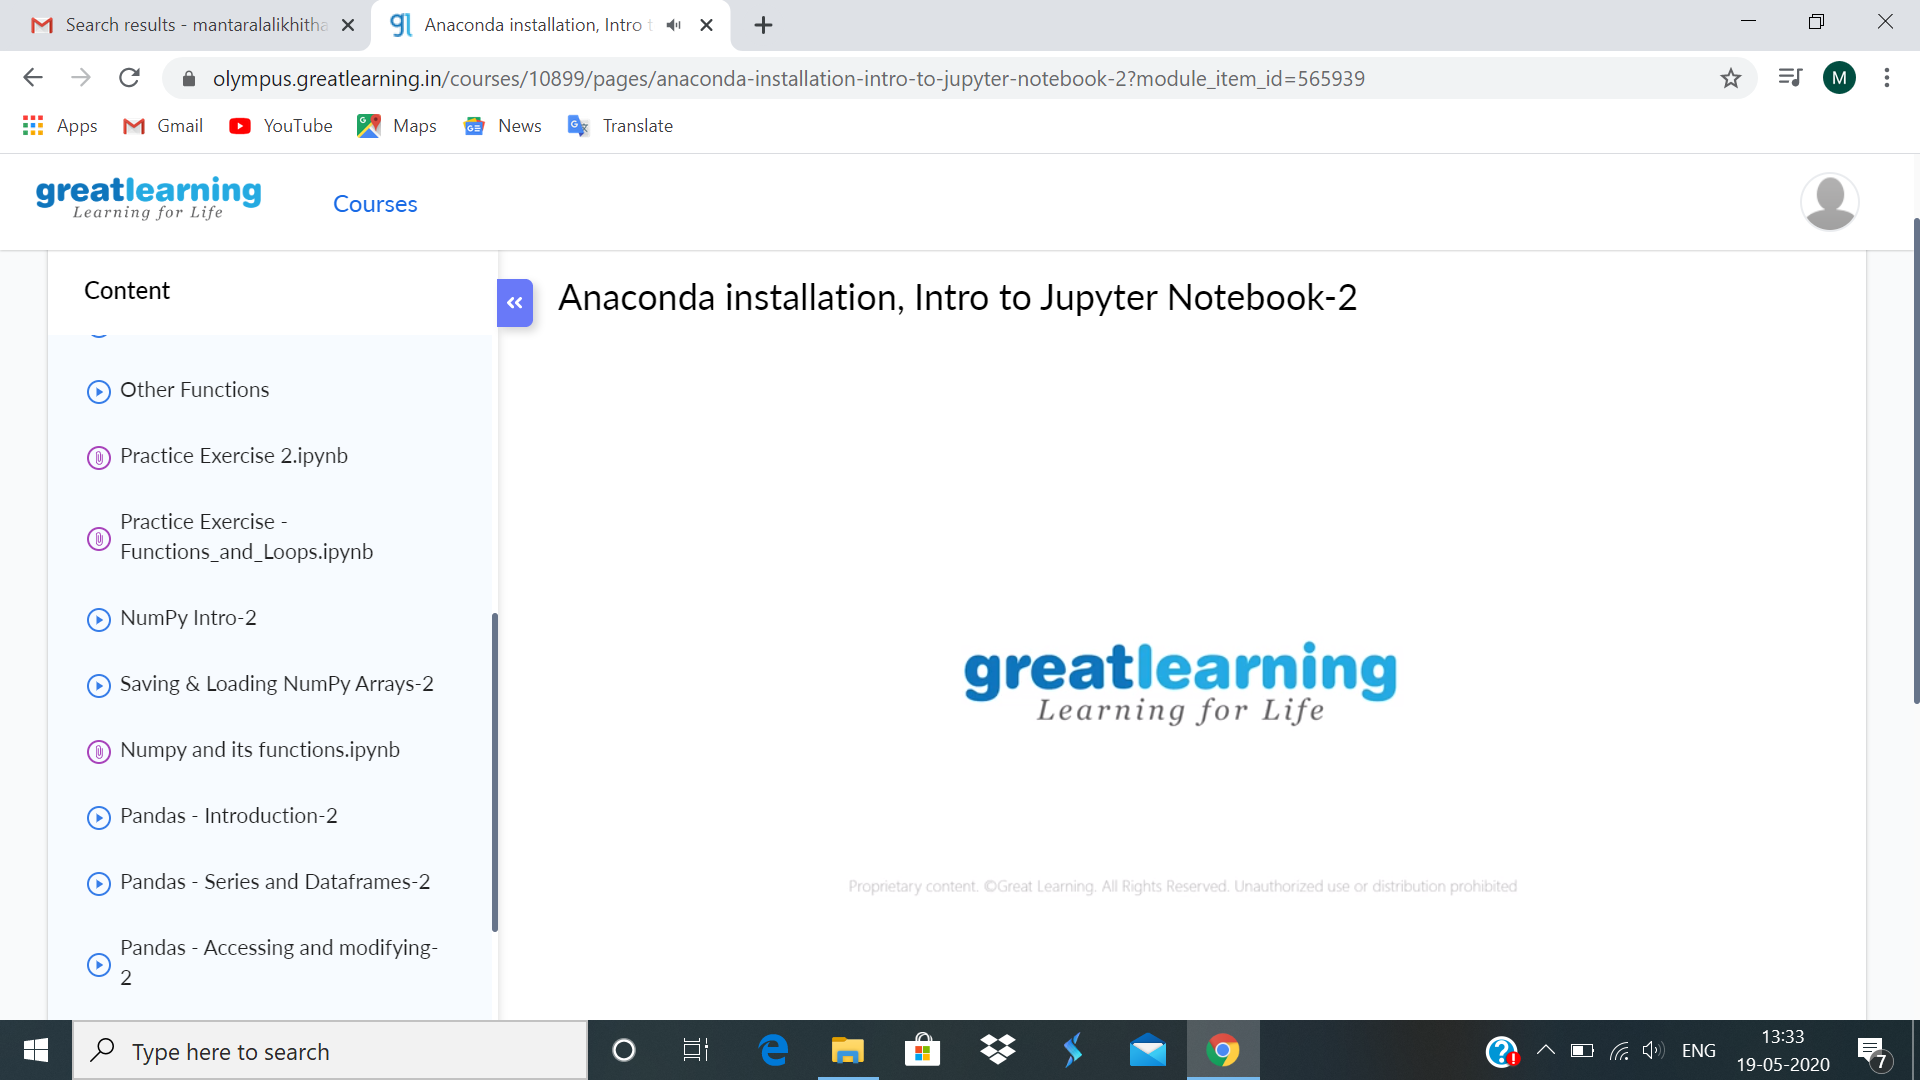 Search results - mantaralalikhitha
Anaconda installation, Intro t
olympus.greatlearning.in/courses/10899/pages/anaconda-installation-intro-to-jupyter-notebook-2?module_item_id=565939
M
Apps
Gmail
YouTube
Maps
News
Translate
greatlearning
Learning for Life
Courses
Content
Anaconda installation, Intro to Jupyter Notebook-2
Other Functions
Practice Exercise 2.ipynb
Practice Exercise -
Functions_and_Loops.ipynb
NumPy Intro-2
Saving & Loading NumPy Arrays-2
Numpy and its functions.ipynb
Pandas - Introduction-2
Pandas - Series and Dataframes-2
Pandas - Accessing and modifying-
2
greatlearning
Learning for Life
Proprietary content. ©Great Learning. All Rights Reserved. Unauthorized use or distribution prohibited
Type here to search
ENG
13:33
19-05-2020
7